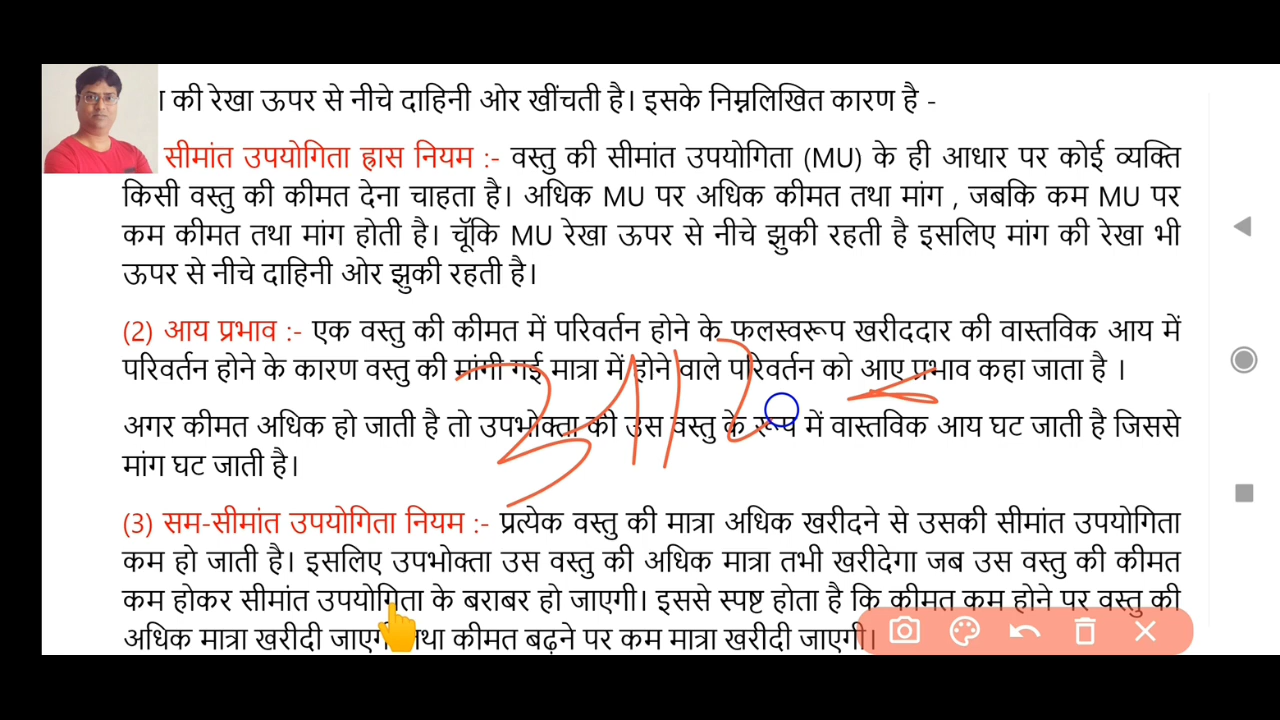 की रेखा ऊपर से नीचे दाहिनी ओर खींचती है। इसके निम्नलिखित कारण है -
सीमांत उपयोगिता ह्रास नियम :- वस्तु की सीमांत उपयोगिता (MU) के ही आधार पर कोई व्यक्ति
किसी वस्तु की कीमत देना चाहता है। अधिक MU पर अधिक कीमत तथा मांग , जबकि कम MU पर
कम कीमत तथा मांग होती है। चूॅकि MU रेखा ऊपर से नीचे झुकी रहती है इसलिए मांग की रेखा भी
ऊपर से नीचे दाहिनी ओर झुकी रहती है।
(2) आय प्रभाव :- एक वस्तु की कीमत में परिवर्तन होने के फलस्वरूप खरीददार की वास्तविक आय में
परिवर्तन होने के कारण वस्तु की मांगी गई मात्रा में होने वाले परिवर्तन को आए प्रभाव कहा जाता है ।
अगर कीमत अधिक हो जाती है तो उपभोक्ता की उस वस्तु के रूप में वास्तविक आय घट जाती है जिससे
मांग घट जाती है।
(3) सम-सीमांत उपयोगिता नियम :- प्रत्येक वस्तु की मात्रा अधिक खरीदने से उसकी सीमांत उपयोगिता
कम हो जाती है। इसलिए उपभोक्ता उस वस्तु की अधिक मात्रा तभी खरीदेगा जब उस वस्तु की कीमत
कम होकर सीमांत उपयोगिता के बराबर हो जाएगी। इससे स्पष्ट होता है कि कीमत कम होने पर वस्तु की
अधिक मात्रा खरीदी जाएगी तथा कीमत बढ़ने पर कम मात्रा खरीदी जाएगी।